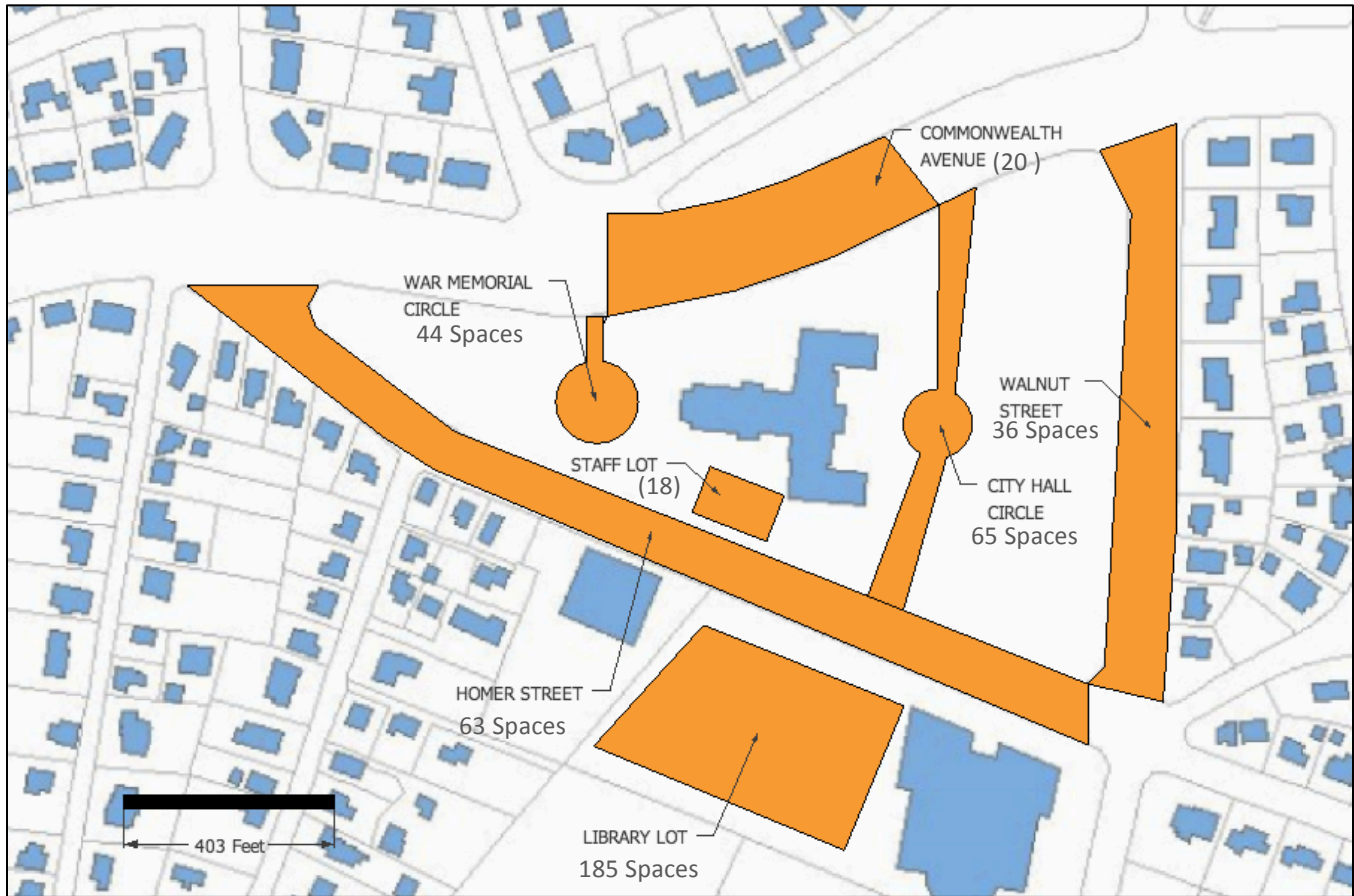 COMMONWEALTH
AVENUE (20 )
WAR MEMORIAL
CIRCLE
44 Spaces
WALNUT
STREET
36 Spaces
STAFF LOT
(18)
CITY HALL
CIRCLE
65 Spaces
HOMER STREET
63 Spaces
LIBRARY LOT
185 Spaces
403 Feet